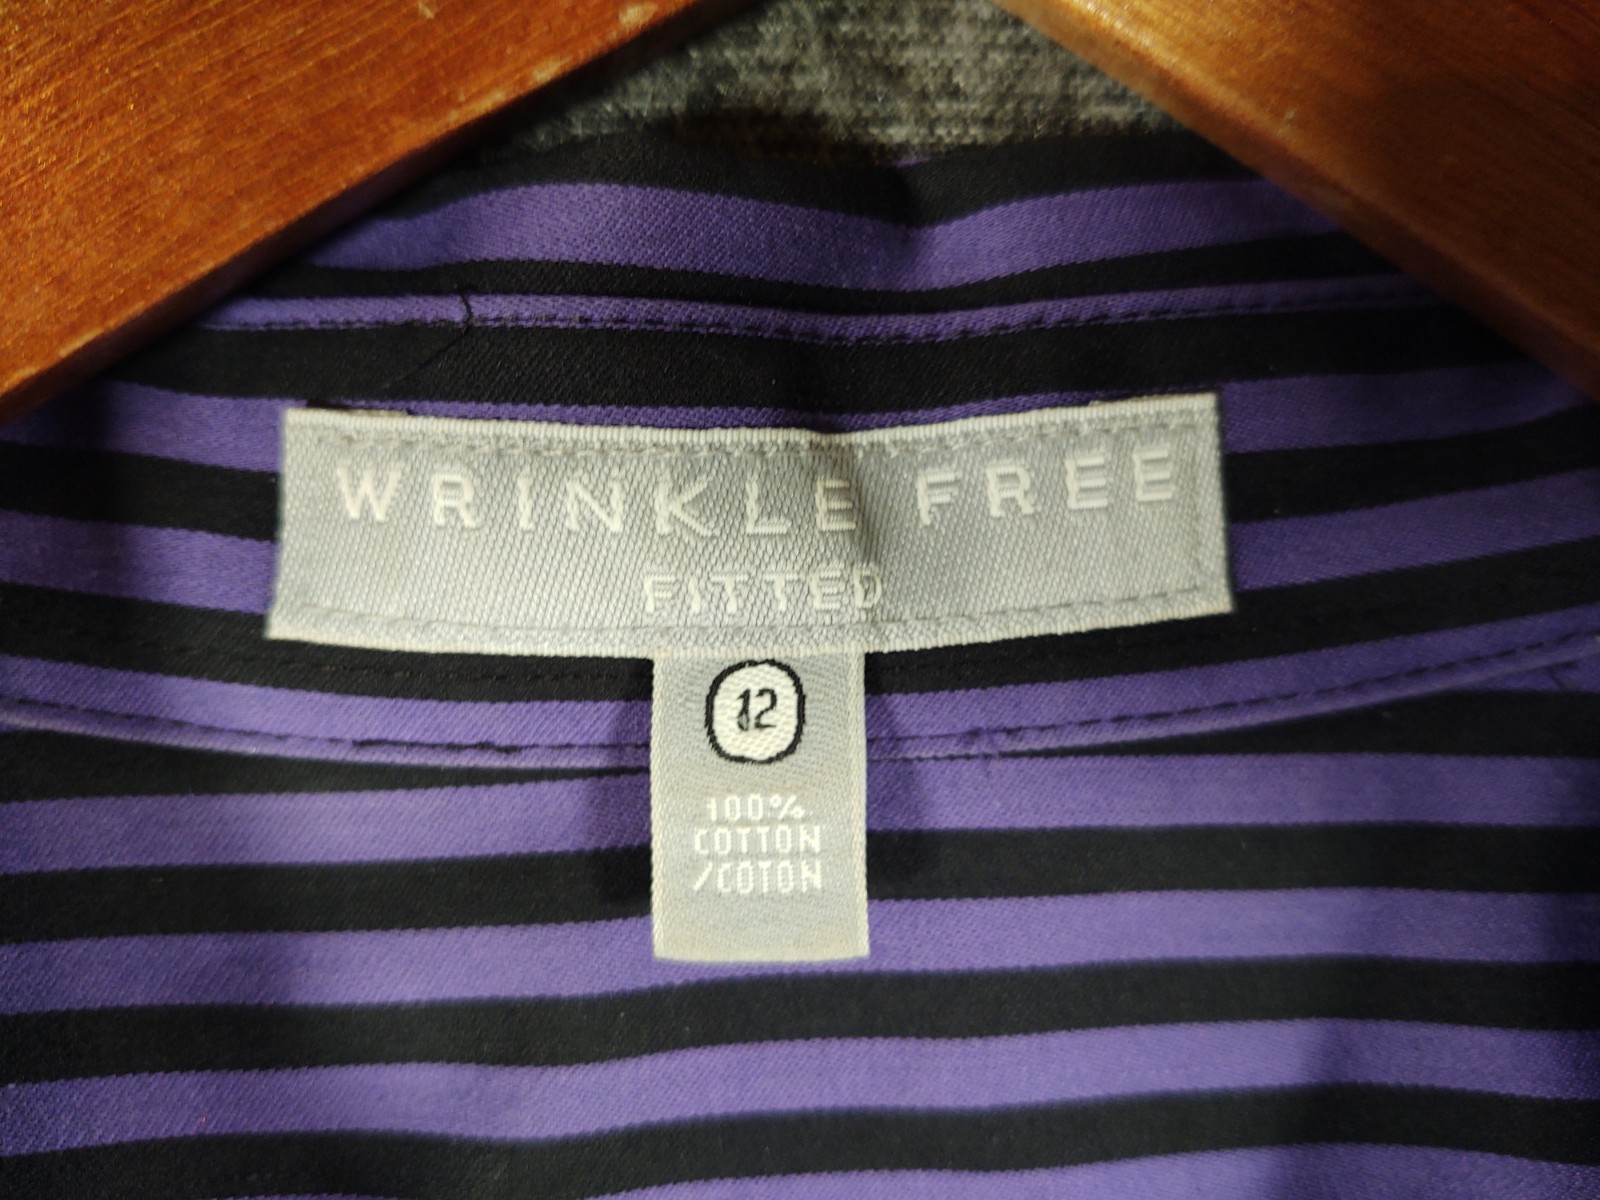 WRINKLE FREE
FITTED
12
100%
COTTON
/COTON